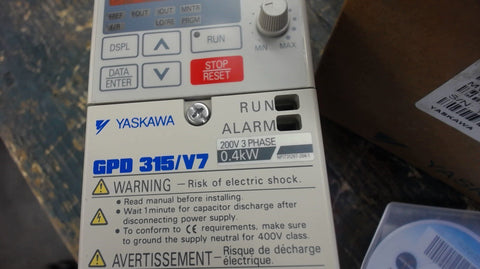 FREF FOUT IOUT MNTR
F/R LO/RE PRGM
DSPL
RUN
DATA
ENTER
STOP
RESET
MIN MAX
RUN
YASKAWA
ALARM
200V 3 PHASE
GPD 315/V7
0.4kW
WARNING - Risk of electric shock.
• Read manual before installing.
• Wait 1minute for capacitor discharge after
disconnecting power supply.
• To conform to CE requirements, make sure
to ground the supply neutral for 400V class.
AVERTISSEMENT - Risque de décharge
électrique.
S/N
YASKAWA